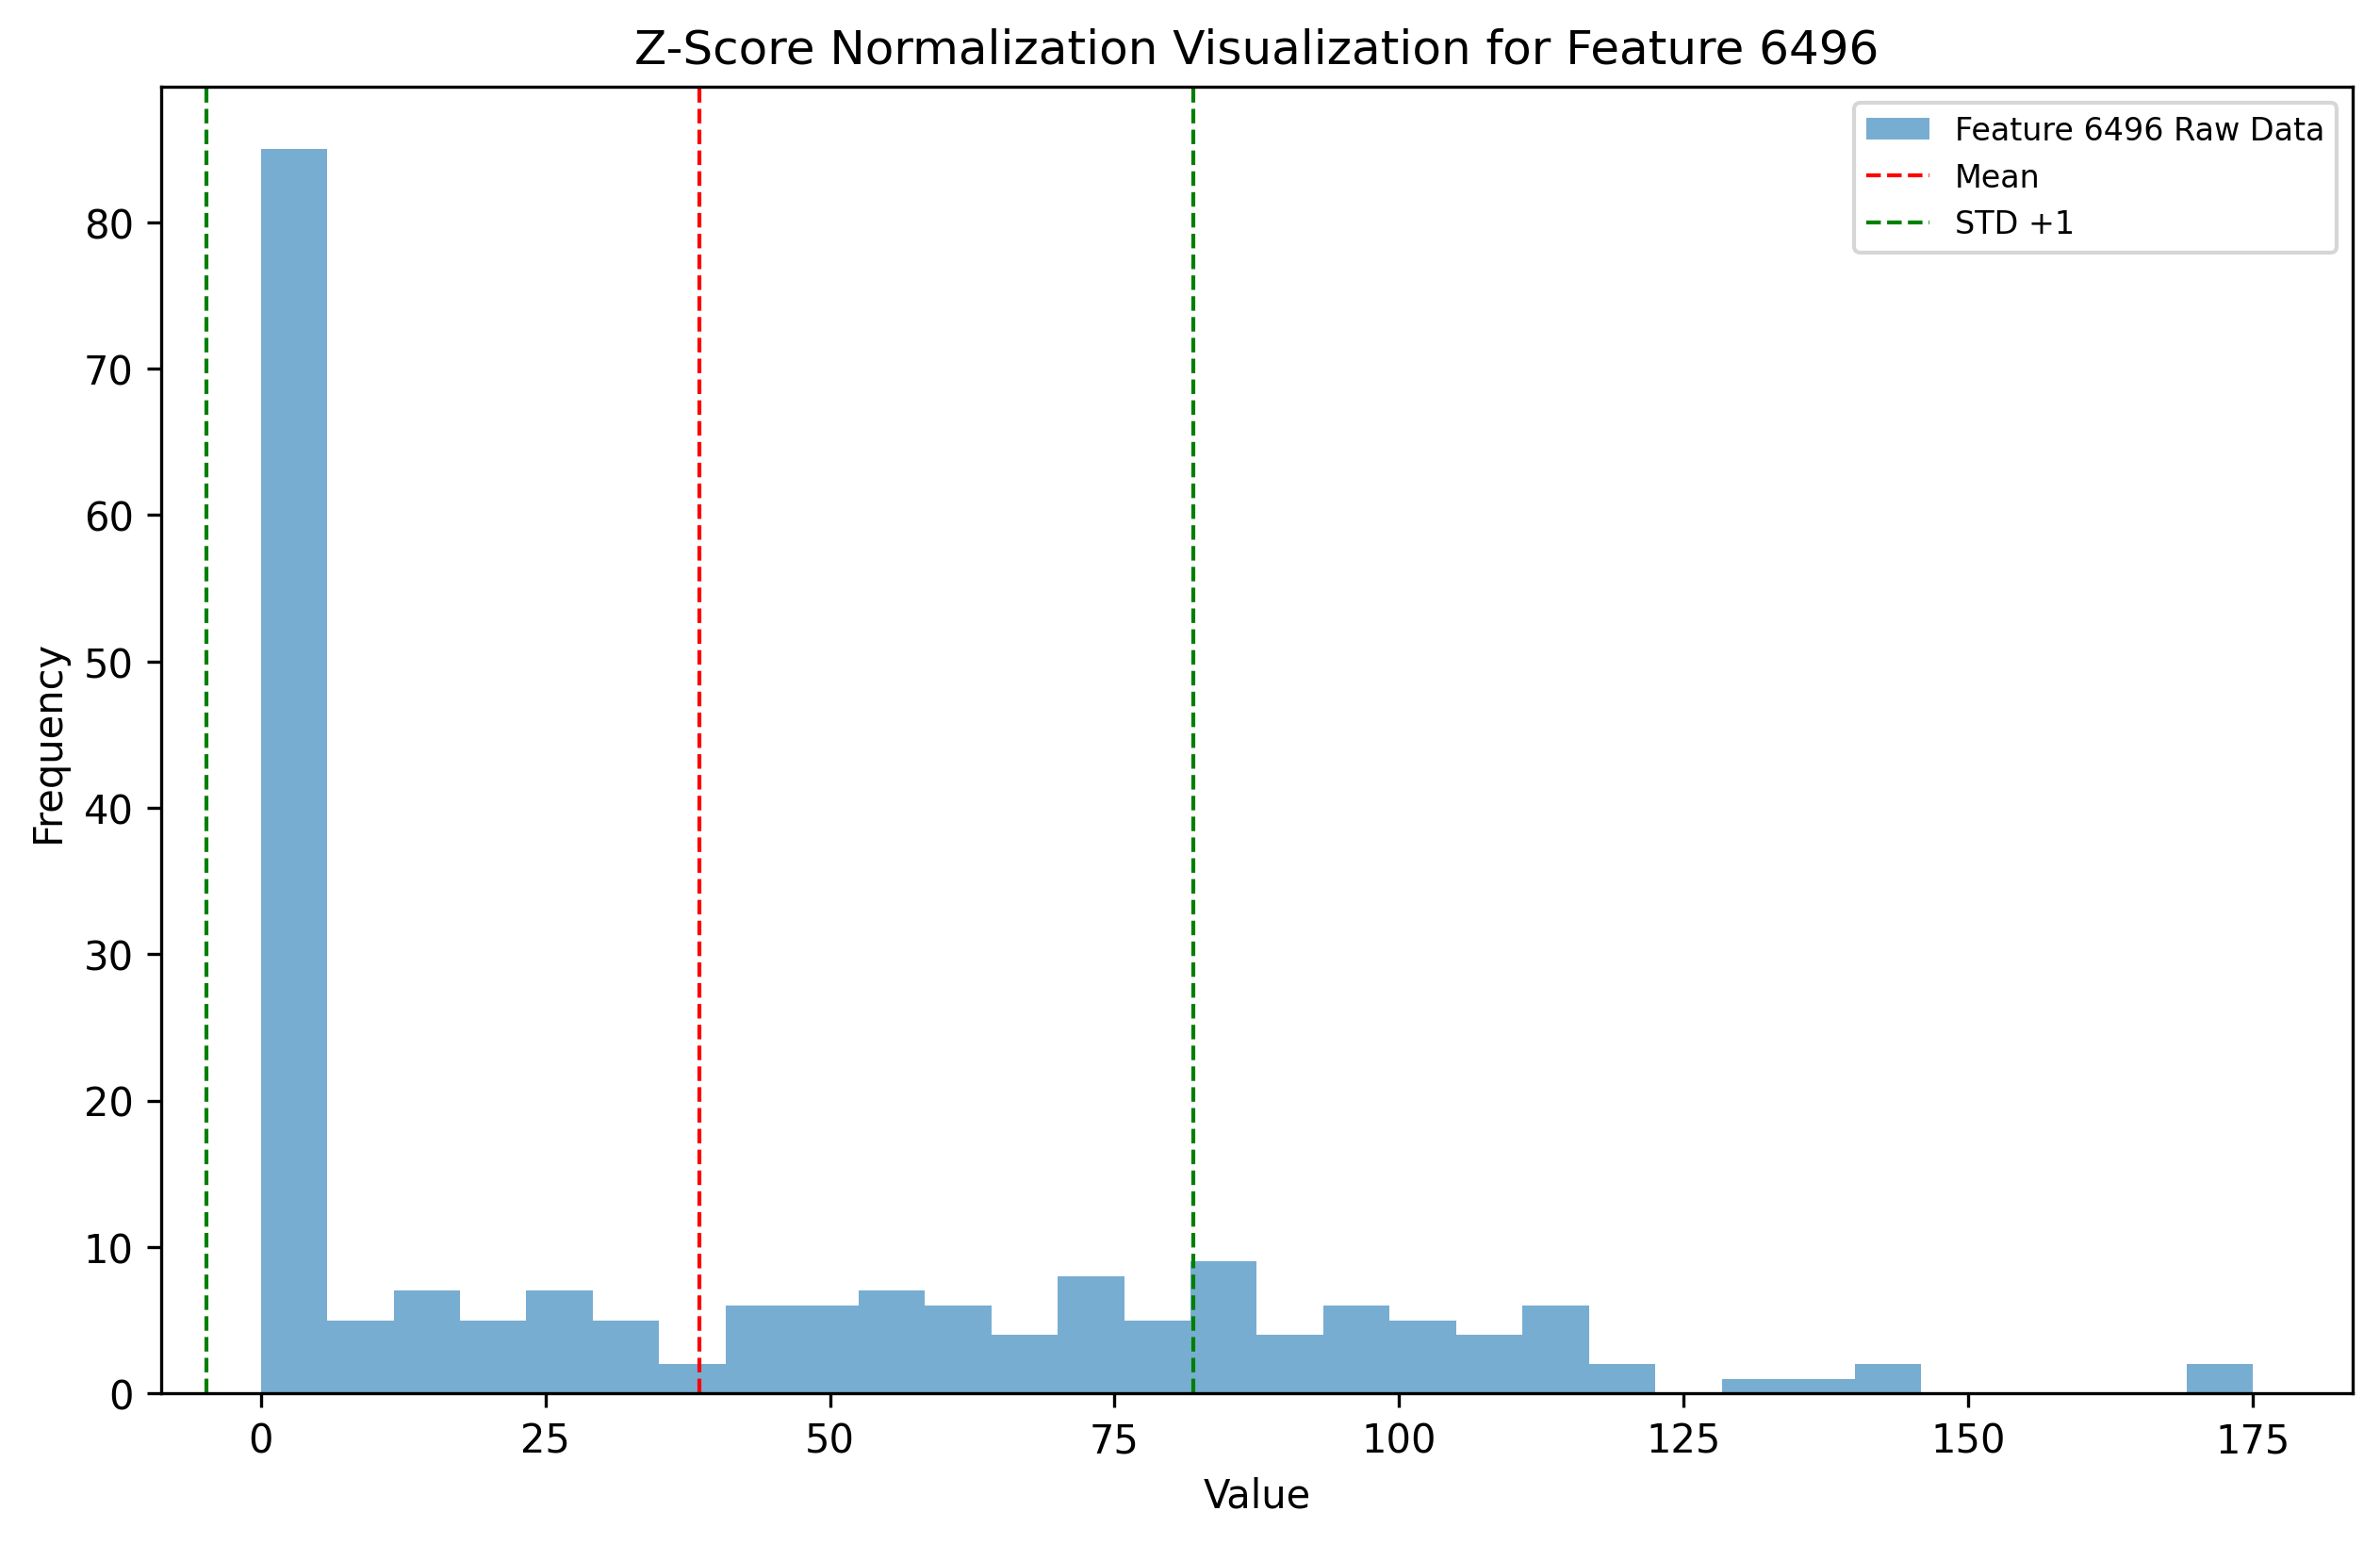 Z-Score Normalization Visualization for Feature 6496
Feature 6496 Raw Data
Mean
STD +1
Frequency
80
70
60
50
40
30
20
10
0
0 25 50 75 100 125 150 175
Value